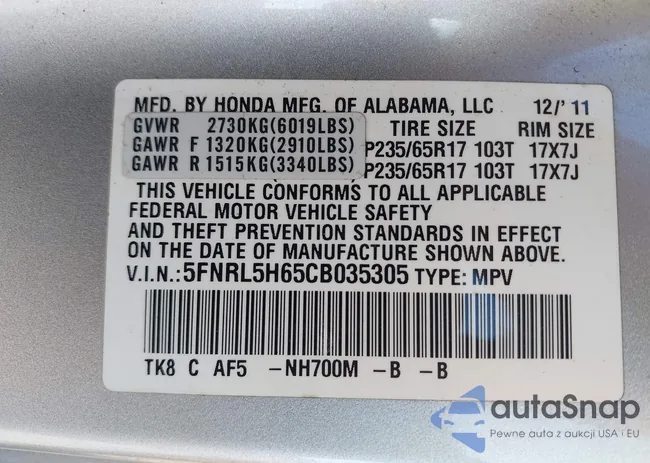 MFD. BY HONDA MFG. OF ALABAMA, LLC 12/'11
GVWR 2730KG(6019LBS) TIRE SIZE RIM SIZE
GAWR F 1320KG(2910LBS) P235/65R17 103T 17X7J
GAWR R 1515KG(3340LBS) P235/65R17 103T 17X7J
THIS VEHICLE CONFORMS TO ALL APPLICABLE
FEDERAL MOTOR VEHICLE SAFETY
AND THEFT PREVENTION STANDARDS IN EFFECT
ON THE DATE OF MANUFACTURE SHOWN ABOVE.
V.I.N.:5FNRL5H65CB035305 TYPE: MPV
TK8 C AF5 -NH700M -B -B
autaSnap
Pewne auta z aukcji USA i EU